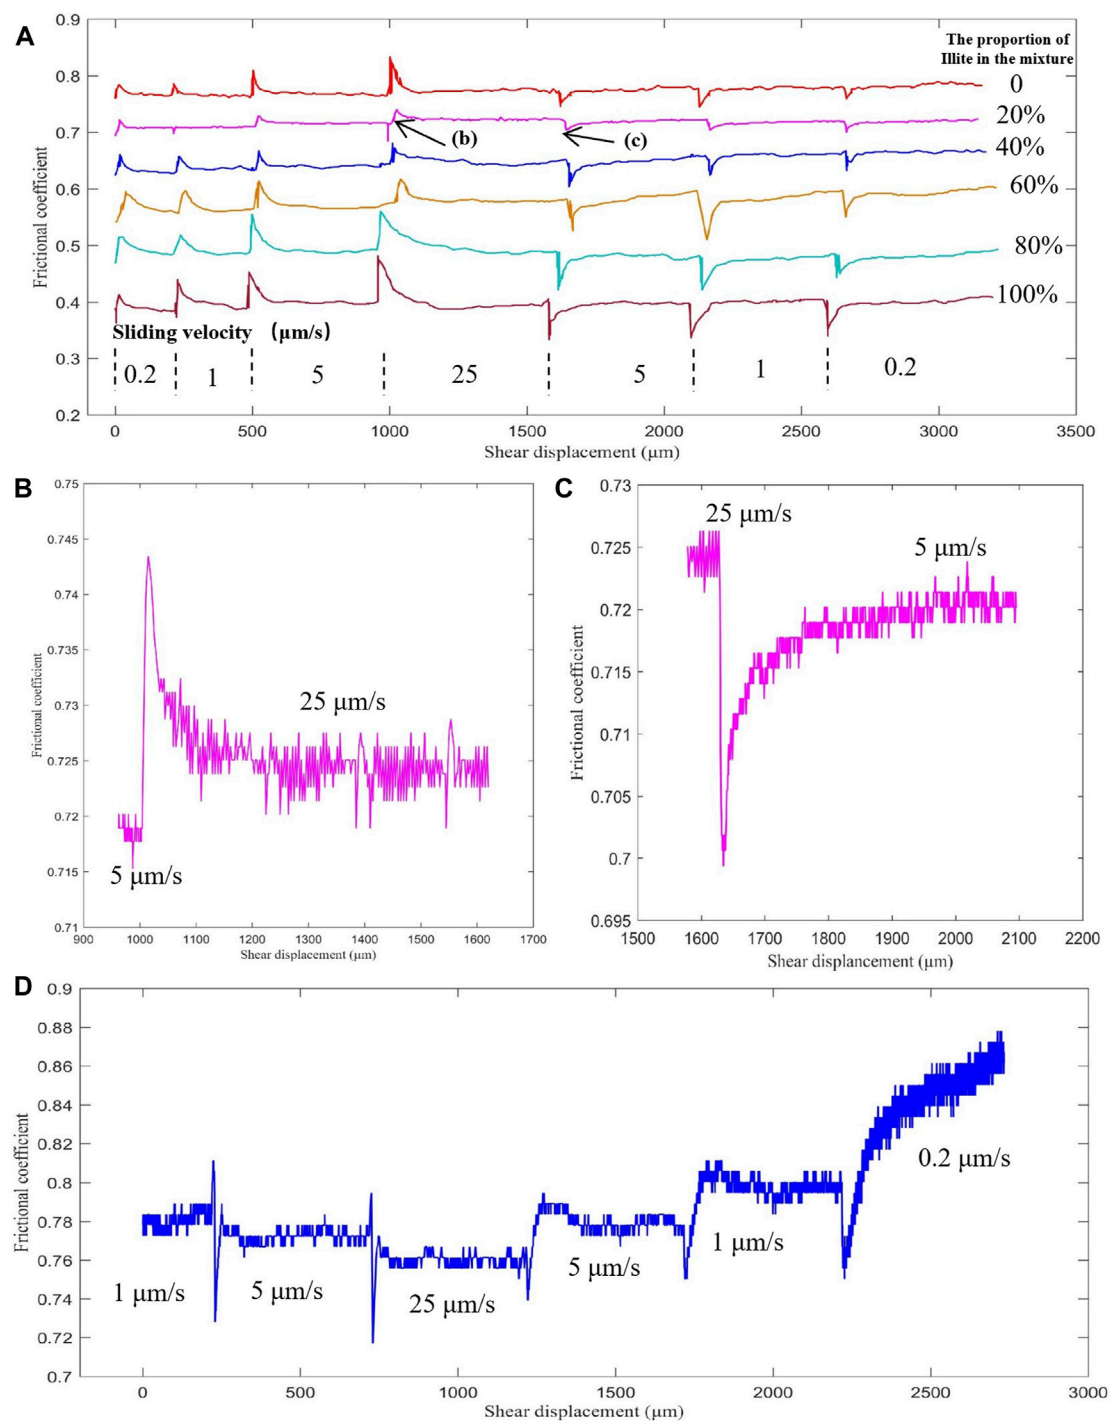 A
0.9
0.8
0.7
0.6
0.5
0.4
0.3
0.2
Frictional coefficient
The proportion of
Illite in the mixture
0
20%
40%
60%
80%
100%
(b)
(c)
Sliding velocity (μm/s)
0.2 1 5 25 5 1 0.2
0 500 1000 1500 2000 2500 3000 3500
Shear displacement (μm)
B
0.75
0.745
0.74
0.735
0.73
0.725
0.72
0.715
0.71
Frictional coefficient
25 μm/s
5 μm/s
900 1000 1100 1200 1300 1400 1500 1600 1700
Shear displacement (μm)
C
0.73
0.725
0.72
0.715
0.71
0.705
0.7
0.695
Frictional coefficient
25 μm/s
5 μm/s
1500 1600 1700 1800 1900 2000 2100 2200
Shear displancement (μm)
D
0.9
0.88
0.86
0.84
0.82
0.8
0.78
0.76
0.74
0.72
0.7
Frictional coefficient
1 μm/s
5 μm/s
25 μm/s
5 μm/s
1 μm/s
0.2 μm/s
0 500 1000 1500 2000 2500 3000
Shear displacement (μm)